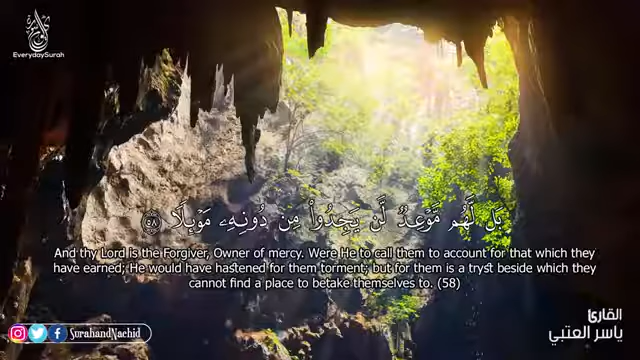 EverydaySurah
بَل لَّهُم مَّوْعِدٌ لَّن يَجِدُوا۟ مِن دُونِهِۦ مَوْئِلًا ٥٨
And thy Lord is the Forgiver, Owner of mercy. Were He to call them to account for that which they
have earned; He would have hastened for them torment; but for them is a tryst beside which they
cannot find a place to betake themselves to. (58)
SurahandNachid
القارئ
ياسر العتبي